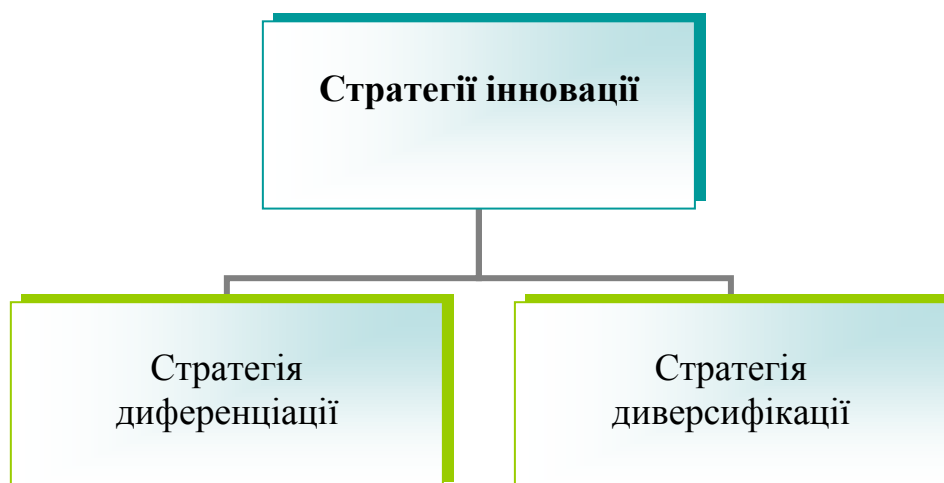 Стратегії інновації
Стратегія
диференціації
Стратегія
диверсифікації